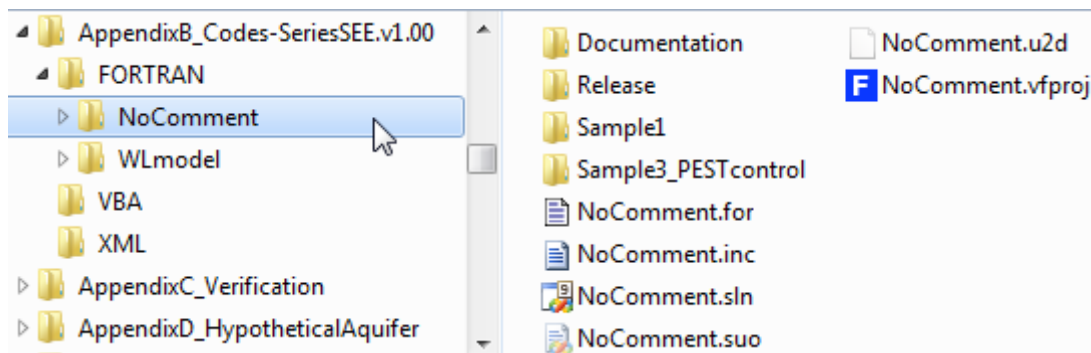 AppendixB_Codes-SeriesSEE.v1.00
FORTRAN
NoComment
WLmodel
VBA
XML
AppendixC_Verification
AppendixD_HypotheticalAquifer
Documentation
Release
Sample1
Sample3_PESTcontrol
NoComment.for
NoComment.inc
NoComment.sln
NoComment.suo
NoComment.u2d
NoComment.vfproj